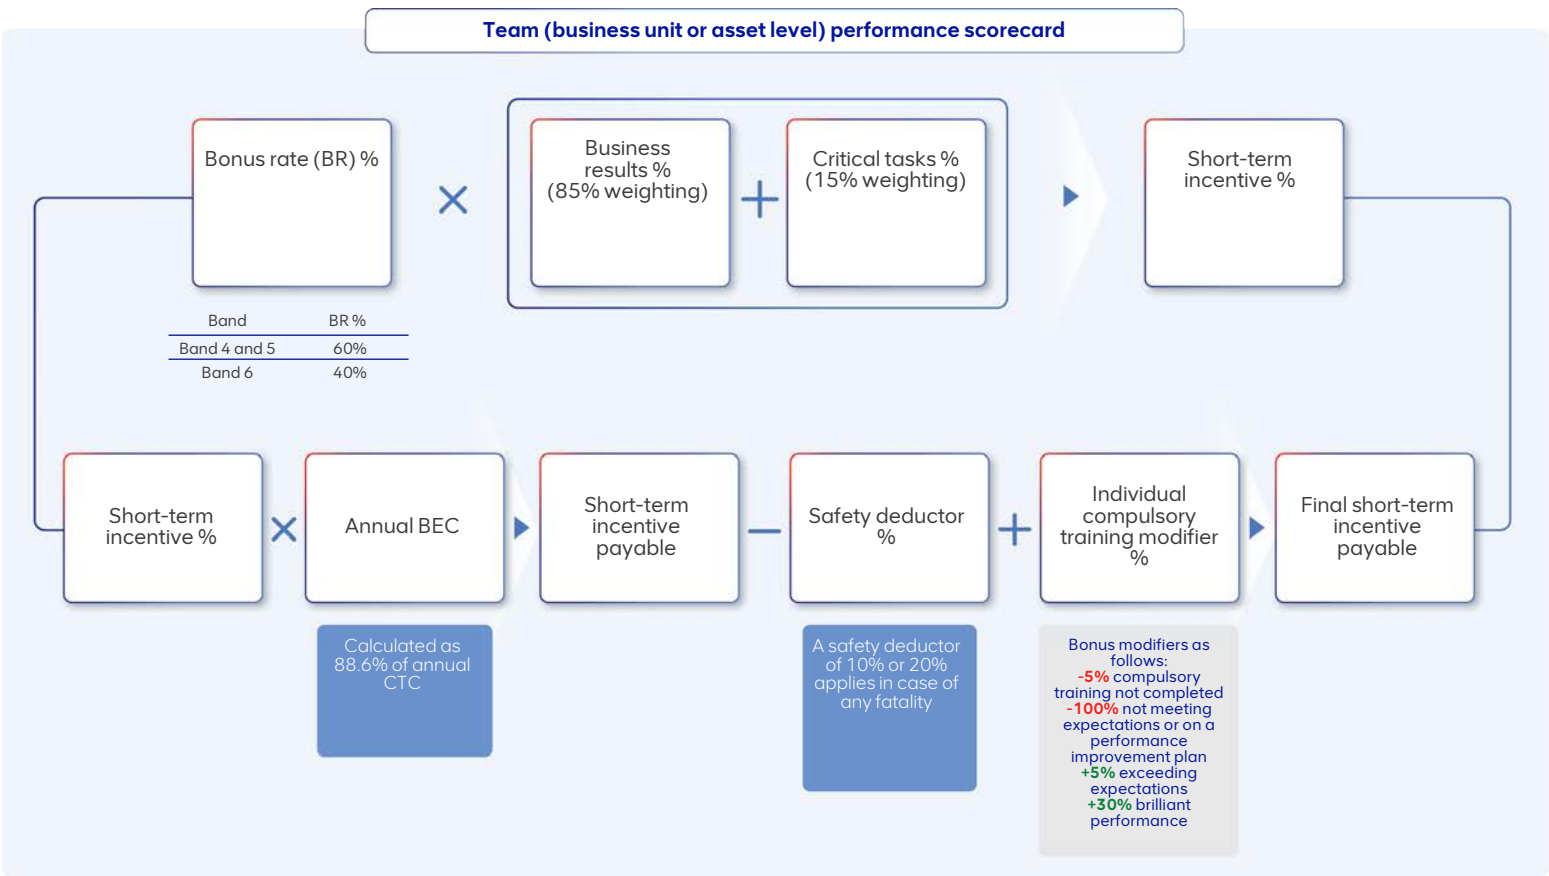 Team (business unit or asset level) performance scorecard
Bonus rate (BR) %
×
Business
results %
(85% weighting)
+
Critical tasks %
(15% weighting)
Short-term
incentive %
Band BR %
Band 4 and 5 60%
Band 6 40%
Short-term
incentive %
×
Annual BEC
Short-term
incentive
payable
−
Safety deductor
%
+
Individual
compulsory
training modifier
%
Final short-term
incentive
payable
Calculated as
88.6% of annual
CTC
A safety deductor
of 10% or 20%
applies in case of
any fatality
Bonus modifiers as
follows:
-5% compulsory
training not completed
-100% not meeting
expectations or on a
performance
improvement plan
+5% exceeding
expectations
+30% brilliant
performance